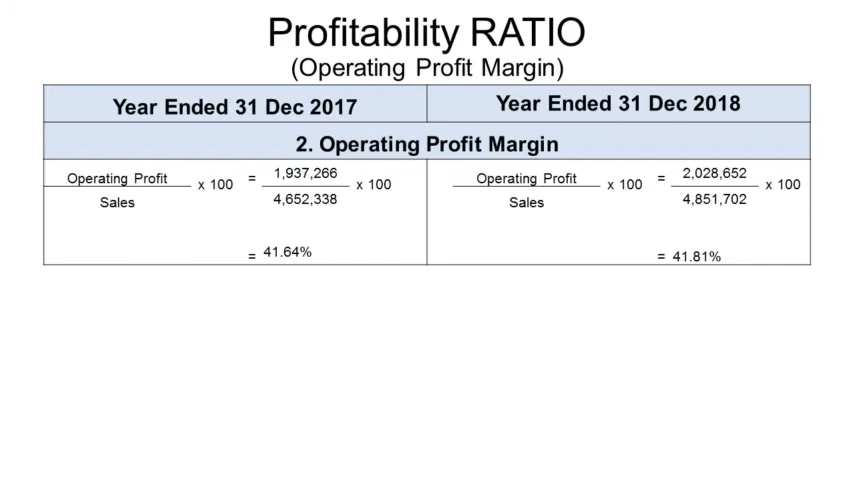 Profitability RATIO
(Operating Profit Margin)
Year Ended 31 Dec 2017
Year Ended 31 Dec 2018
2. Operating Profit Margin
Operating Profit
Sales
x 100
=
1,937,266
4,652,338
x 100
= 41.64%
Operating Profit
Sales
x 100
=
2,028,652
4,851,702
x 100
= 41.81%